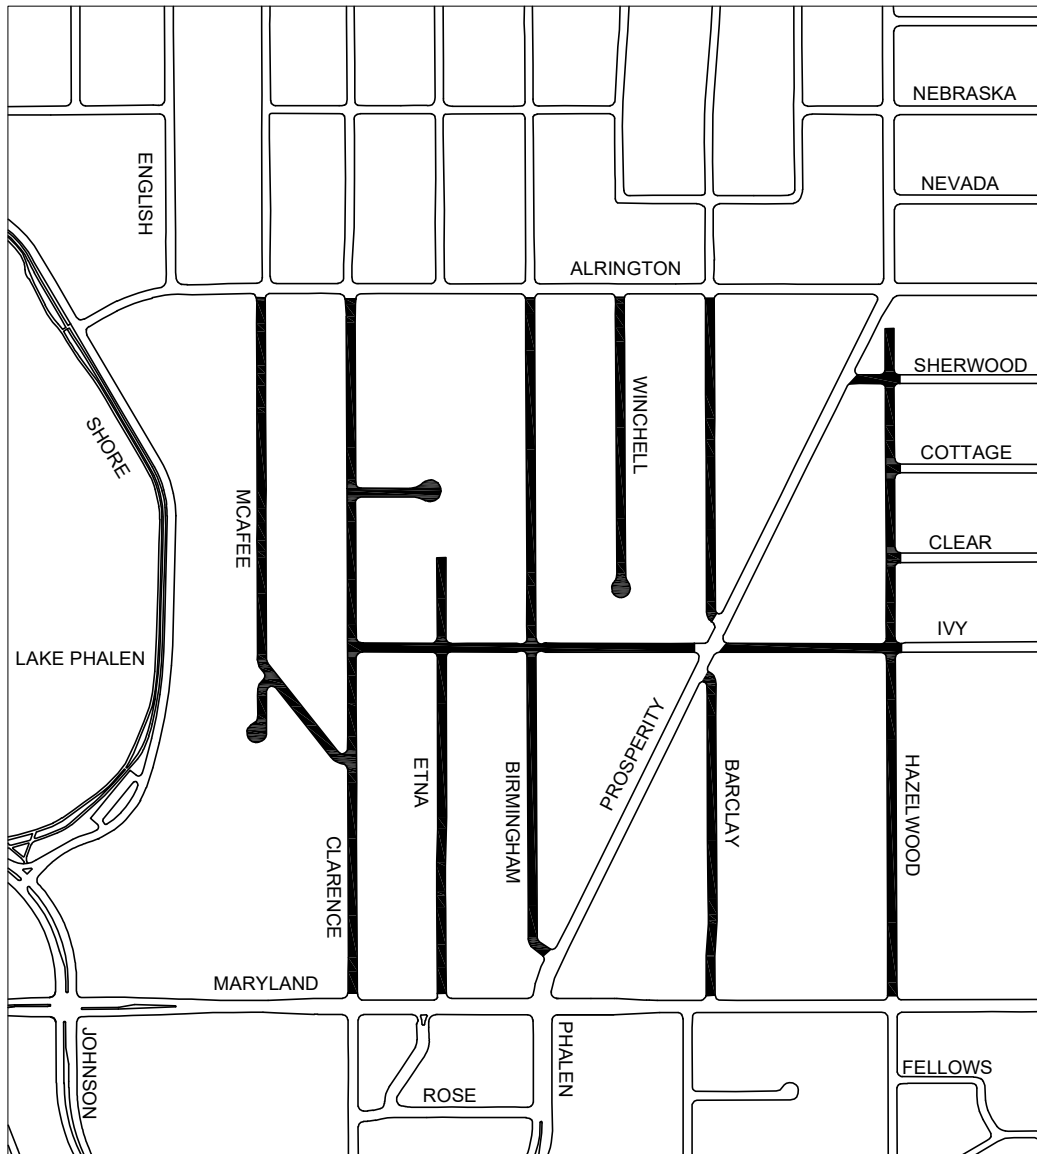 NEBRASKA
ENGLISH
NEVADA
ALRINGTON
SHERWOOD
SHORE
WINCHELL
COTTAGE
MCAFEE
CLEAR
IVY
LAKE PHALEN
PROSPERITY
ETNA
BIRMINGHAM
BARCLAY
HAZELWOOD
CLARENCE
MARYLAND
JOHNSON
PHALEN
FELLOWS
ROSE